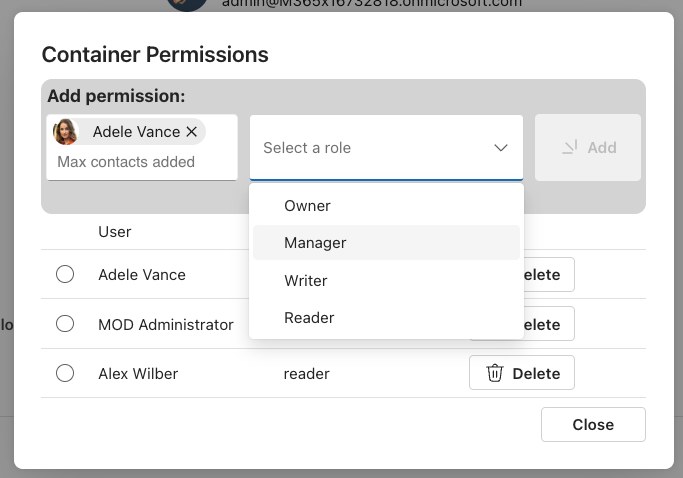 admin@M365x16732818.onmicrosoft.com
Container Permissions
Add permission:
Adele Vance
Max contacts added
Select a role
Add
Owner
Manager
Writer
Reader
User
Adele Vance
elete
MOD Administrator
elete
lo
Alex Wilber reader Delete
Close